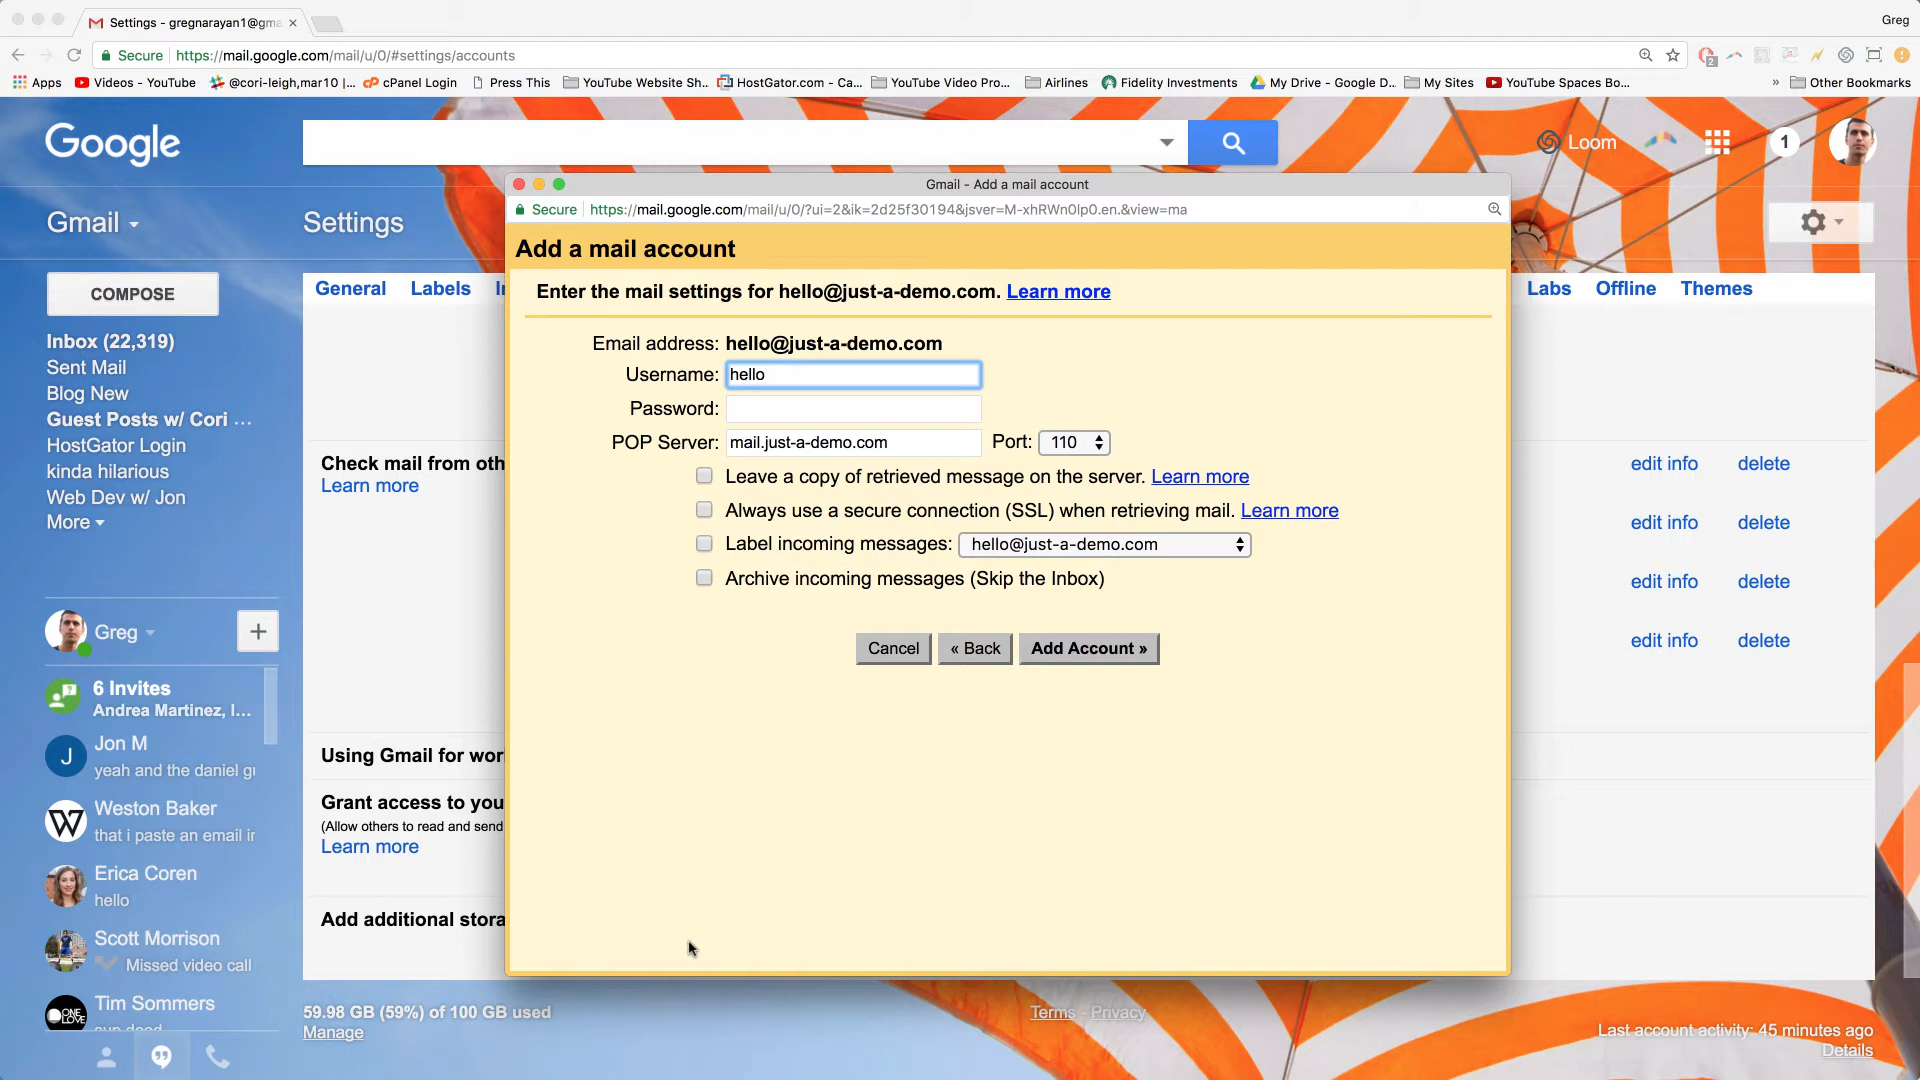 Settings - gregnarayan1@gma
Greg
Secure https://mail.google.com/mail/u/0/#settings/accounts
2
Apps Videos - YouTube @cori-leigh,mar10 |... cPanel Login Press This YouTube Website Sh... HostGator.com - Ca... YouTube Video Pro... Airlines Fidelity Investments My Drive - Google D... My Sites YouTube Spaces Bo... » Other Bookmarks
Google
Loom
1
Gmail
Settings
Gmail - Add a mail account
Secure https://mail.google.com/mail/u/0/?ui=2&ik=2d25f30194&jsver=M-xhRWn0lp0.en.&view=ma
Add a mail account
COMPOSE
General Labels
Labs Offline Themes
Enter the mail settings for hello@just-a-demo.com. Learn more
Inbox (22,319)
Sent Mail
Blog New
Guest Posts w/ Cori ...
HostGator Login
kinda hilarious
Web Dev w/ Jon
More
Email address: hello@just-a-demo.com
Username: hello
Password:
POP Server: mail.just-a-demo.com Port: 110
Leave a copy of retrieved message on the server. Learn more
Always use a secure connection (SSL) when retrieving mail. Learn more
Label incoming messages: hello@just-a-demo.com
Archive incoming messages (Skip the Inbox)
Cancel « Back Add Account »
Check mail from oth
Learn more
edit info delete
edit info delete
edit info delete
edit info delete
Greg
+
6 Invites
Andrea Martinez, I...
J
Jon M
yeah and the daniel gu
Using Gmail for wor
W
Weston Baker
that i paste an email ir
Grant access to you
(Allow others to read and send
Learn more
Erica Coren
hello
Add additional stora
Scott Morrison
Missed video call
ONE LOVE
Tim Sommers
59.98 GB (59%) of 100 GB used
Manage
Terms - Privacy
Last account activity: 45 minutes ago
Details